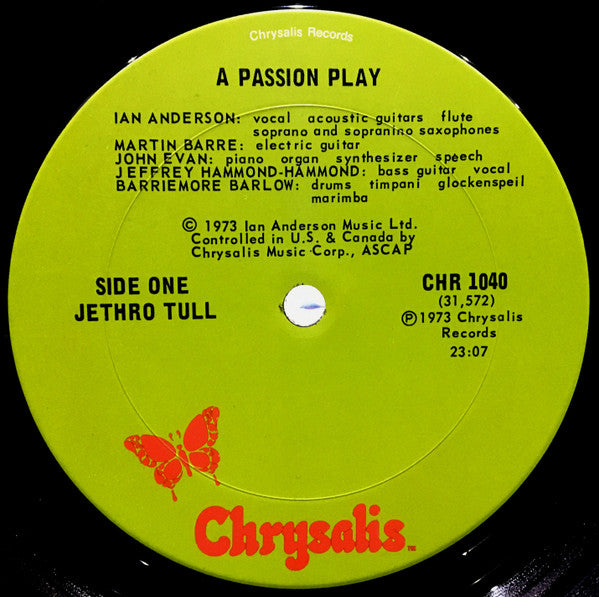 Chrysalis Records
A PASSION PLAY
IAN ANDERSON: vocal acoustic guitars flute
soprano and sopranino saxophones
MARTIN BARRE: electric guitar
JOHN EVAN: piano organ synthesizer speech
JEFFREY HAMMOND-HAMMOND: bass guitar vocal
BARRIEMORE BARLOW: drums timpani glockenspeil
marimba
© 1973 Ian Anderson Music Ltd.
Controlled in U.S. & Canada by
Chrysalis Music Corp., ASCAP
SIDE ONE
JETHRO TULL
CHR 1040
(31,572)
℗1973 Chrysalis
Records
23:07
Chrysalis™